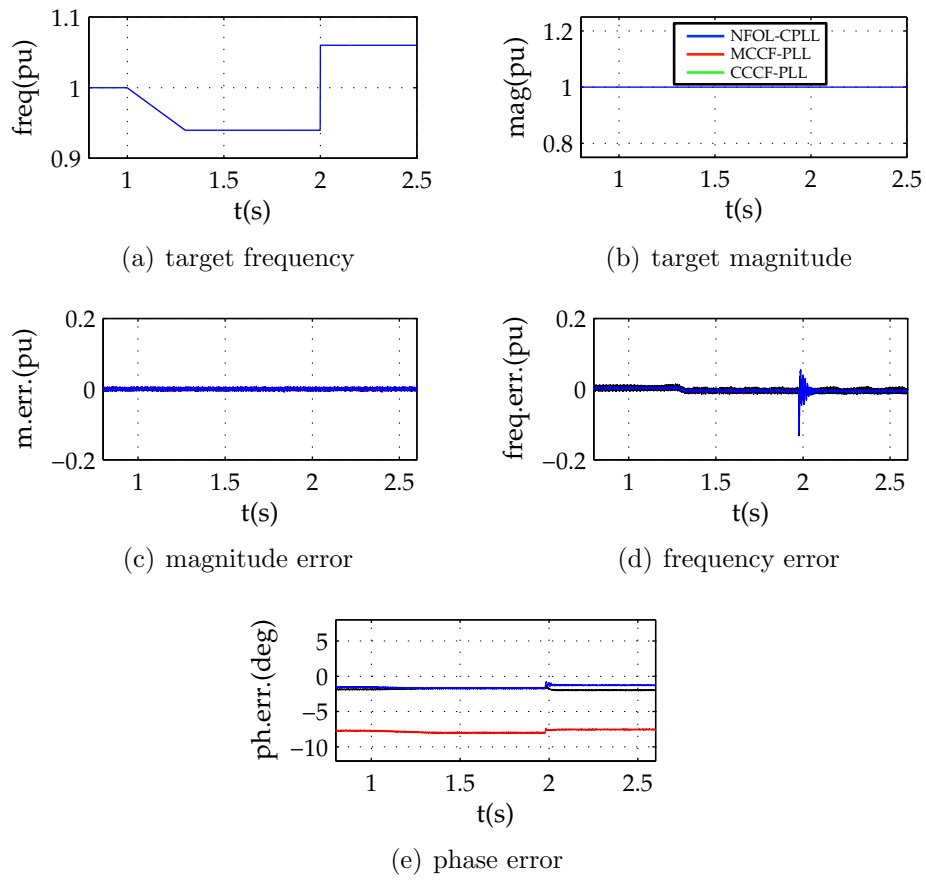 1.1
1
0.9
freq(pu)
1
1.5
2
2.5
t(s)
(a) target frequency
1.2
1
0.8
mag(pu)
NFOL-CPLL
MCCF-PLL
CCCF-PLL
1
1.5
2
2.5
t(s)
(b) target magnitude
0.2
0
−0.2
m.err.(pu)
1
1.5
2
2.5
t(s)
(c) magnitude error
0.2
0
−0.2
freq.err.(pu)
1
1.5
2
2.5
t(s)
(d) frequency error
5
0
−5
−10
ph.err.(deg)
1
1.5
2
2.5
t(s)
(e) phase error